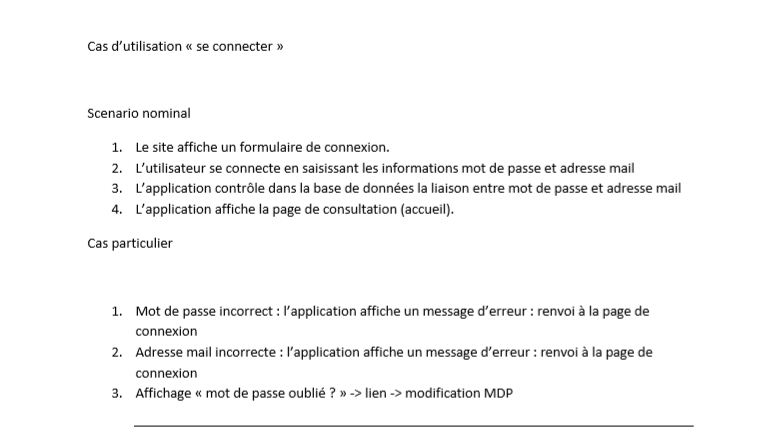 Cas d’utilisation « se connecter »
Scenario nominal
1. Le site affiche un formulaire de connexion.
2. L’utilisateur se connecte en saisissant les informations mot de passe et adresse mail
3. L’application contrôle dans la base de données la liaison entre mot de passe et adresse mail
4. L’application affiche la page de consultation (accueil).
Cas particulier
1. Mot de passe incorrect : l’application affiche un message d’erreur : renvoi à la page de
connexion
2. Adresse mail incorrecte : l’application affiche un message d’erreur : renvoi à la page de
connexion
3. Affichage « mot de passe oublié ? » -> lien -> modification MDP